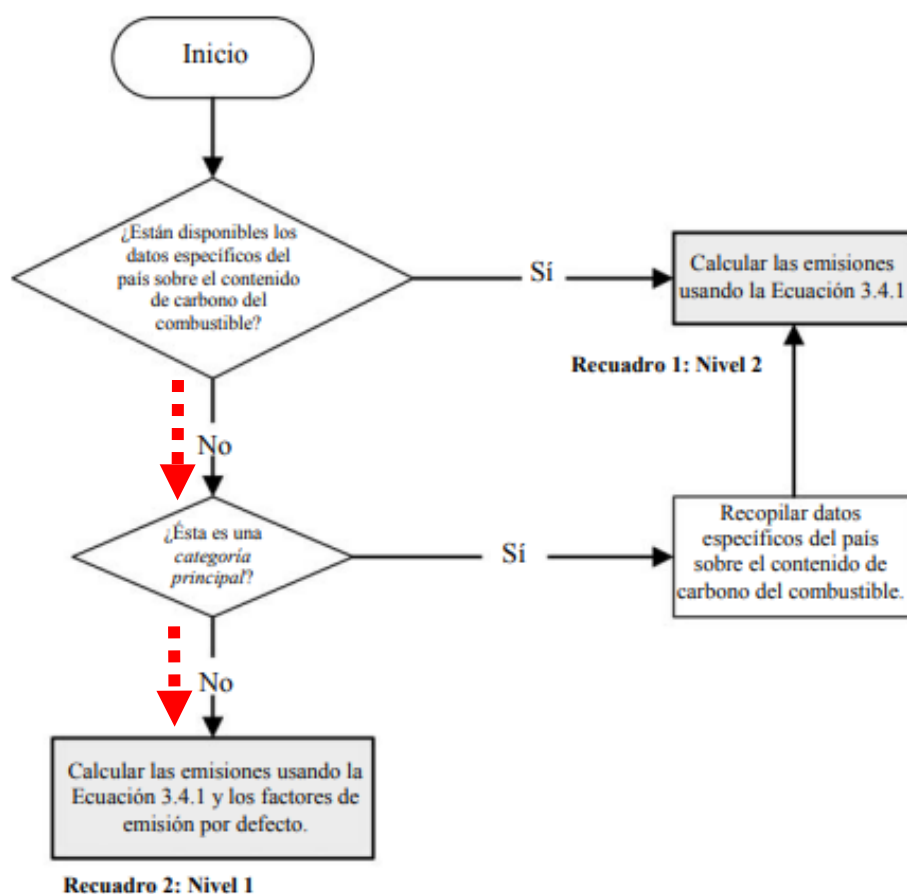 Inicio
¿Están disponibles los
datos específicos del
país sobre el contenido
de carbono del
combustible?
Sí
Calcular las emisiones
usando la Ecuación 3.4.1
Recuadro 1: Nivel 2
No
¿Ésta es una
categoría
principal?
Sí
Recopilar datos
específicos del país
sobre el contenido de
carbono del combustible.
No
Calcular las emisiones usando la
Ecuación 3.4.1 y los factores de
emisión por defecto.
Recuadro 2: Nivel 1